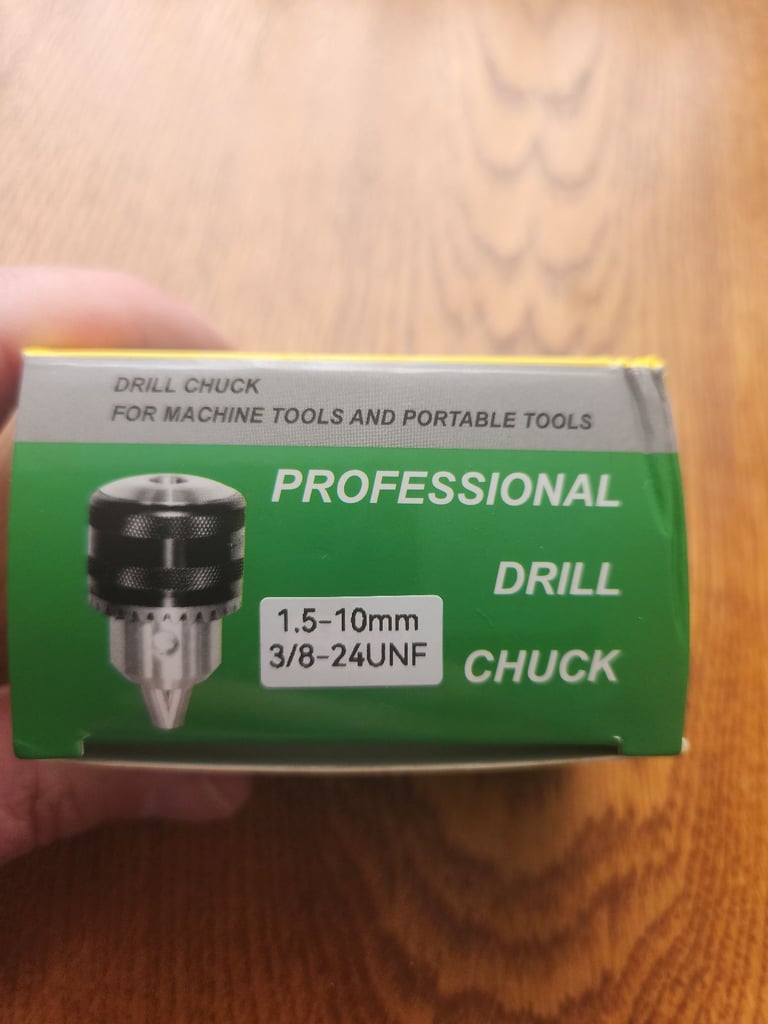 DRILL CHUCK
FOR MACHINE TOOLS AND PORTABLE TOOLS
PROFESSIONAL
DRILL
CHUCK
1.5-10mm
3/8-24UNF